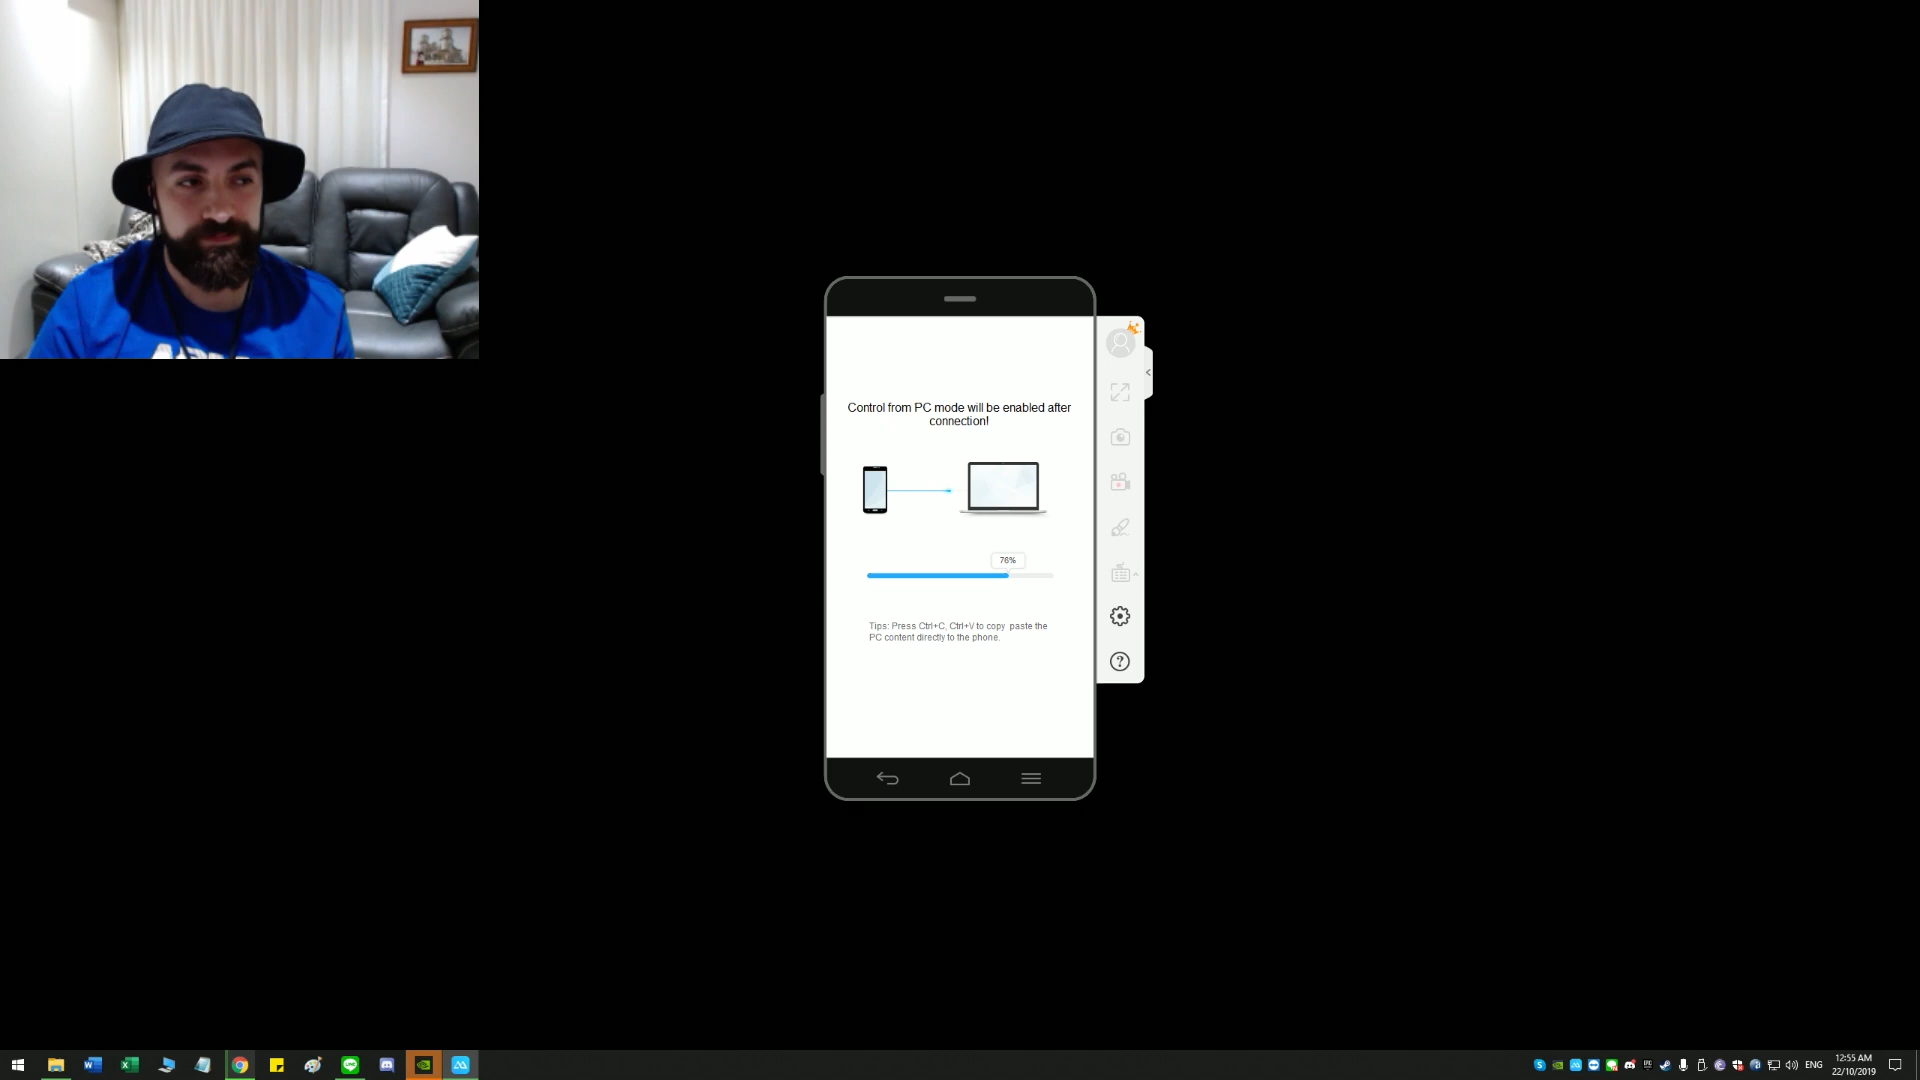 Control from PC mode will be enabled after
connection!
76%
Tips: Press Ctrl+C, Ctrl+V to copy paste the
PC content directly to the phone.
ENG
12:55 AM
22/10/2019